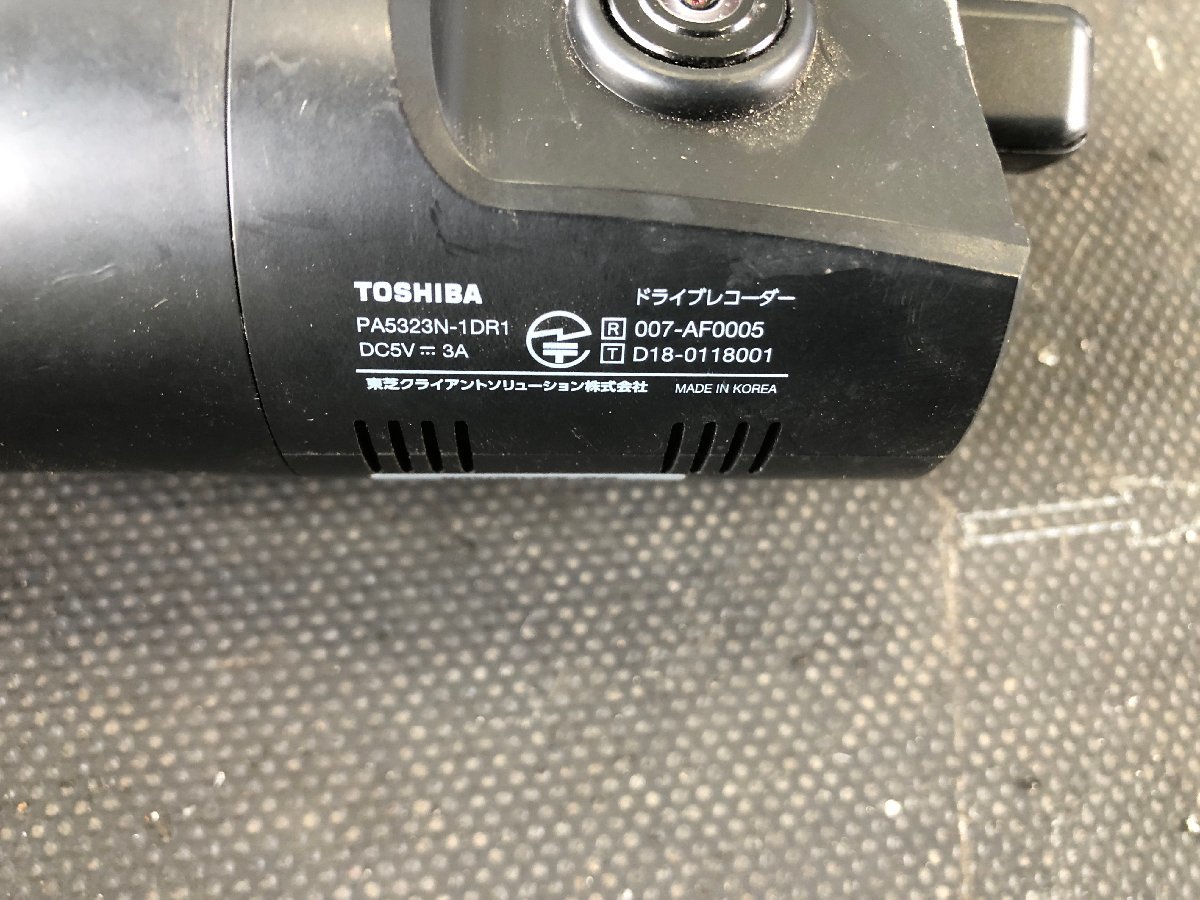 TOSHIBA ドライブレコーダー
PA5323N-1DR1 R 007-AF0005
DC5V ⎓ 3A T D18-0118001
東芝クライアントソリューション株式会社 MADE IN KOREA